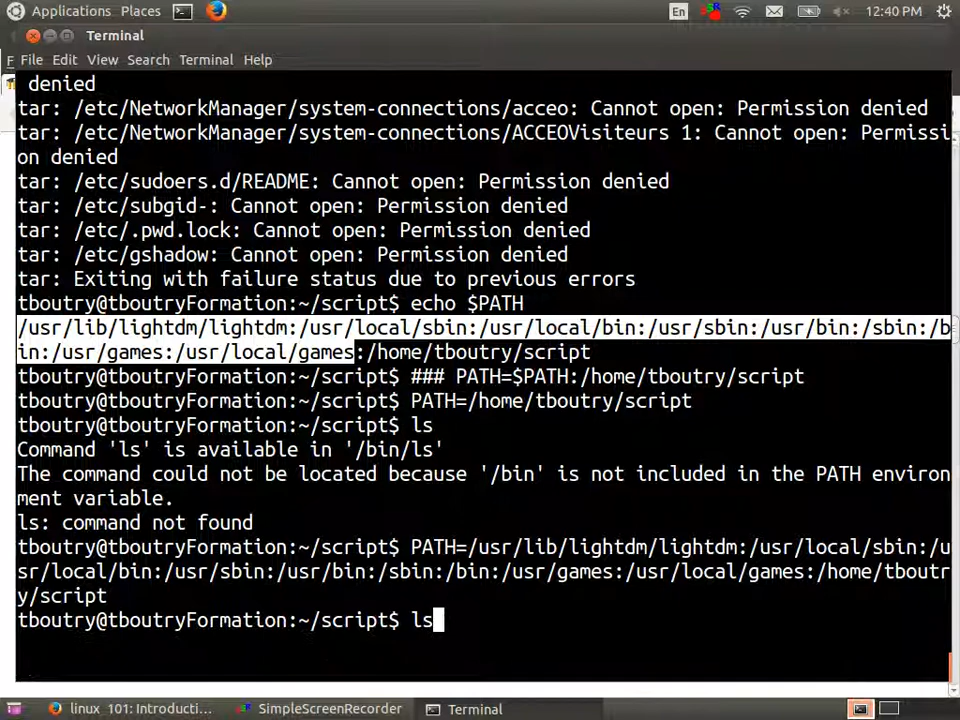 Applications Places En 12:40 PM
Terminal
F File Edit View Search Terminal Help
denied
tar: /etc/NetworkManager/system-connections/acceo: Cannot open: Permission denied
tar: /etc/NetworkManager/system-connections/ACCEOVisiteurs 1: Cannot open: Permissi
on denied
tar: /etc/sudoers.d/README: Cannot open: Permission denied
tar: /etc/subgid-: Cannot open: Permission denied
tar: /etc/.pwd.lock: Cannot open: Permission denied
tar: /etc/gshadow: Cannot open: Permission denied
tar: Exiting with failure status due to previous errors
tboutry@tboutryFormation:~/script$ echo $PATH
/usr/lib/lightdm/lightdm:/usr/local/sbin:/usr/local/bin:/usr/sbin:/usr/bin:/sbin:/b
in:/usr/games:/usr/local/games:/home/tboutry/script
tboutry@tboutryFormation:~/script$ ### PATH=$PATH:/home/tboutry/script
tboutry@tboutryFormation:~/script$ PATH=/home/tboutry/script
tboutry@tboutryFormation:~/script$ ls
Command 'ls' is available in '/bin/ls'
The command could not be located because '/bin' is not included in the PATH environ
ment variable.
ls: command not found
tboutry@tboutryFormation:~/script$ PATH=/usr/lib/lightdm/lightdm:/usr/local/sbin:/u
sr/local/bin:/usr/sbin:/usr/bin:/sbin:/bin:/usr/games:/usr/local/games:/home/tboutr
y/script
tboutry@tboutryFormation:~/script$ ls
linux_101: Introducti... SimpleScreenRecorder Terminal